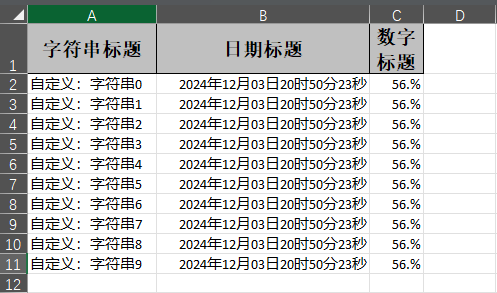 A B C D
1 字符串标题 日期标题 数字
标题
2 自定义：字符串0 2024年12月03日20时50分23秒 56.%
3 自定义：字符串1 2024年12月03日20时50分23秒 56.%
4 自定义：字符串2 2024年12月03日20时50分23秒 56.%
5 自定义：字符串3 2024年12月03日20时50分23秒 56.%
6 自定义：字符串4 2024年12月03日20时50分23秒 56.%
7 自定义：字符串5 2024年12月03日20时50分23秒 56.%
8 自定义：字符串6 2024年12月03日20时50分23秒 56.%
9 自定义：字符串7 2024年12月03日20时50分23秒 56.%
10 自定义：字符串8 2024年12月03日20时50分23秒 56.%
11 自定义：字符串9 2024年12月03日20时50分23秒 56.%
12